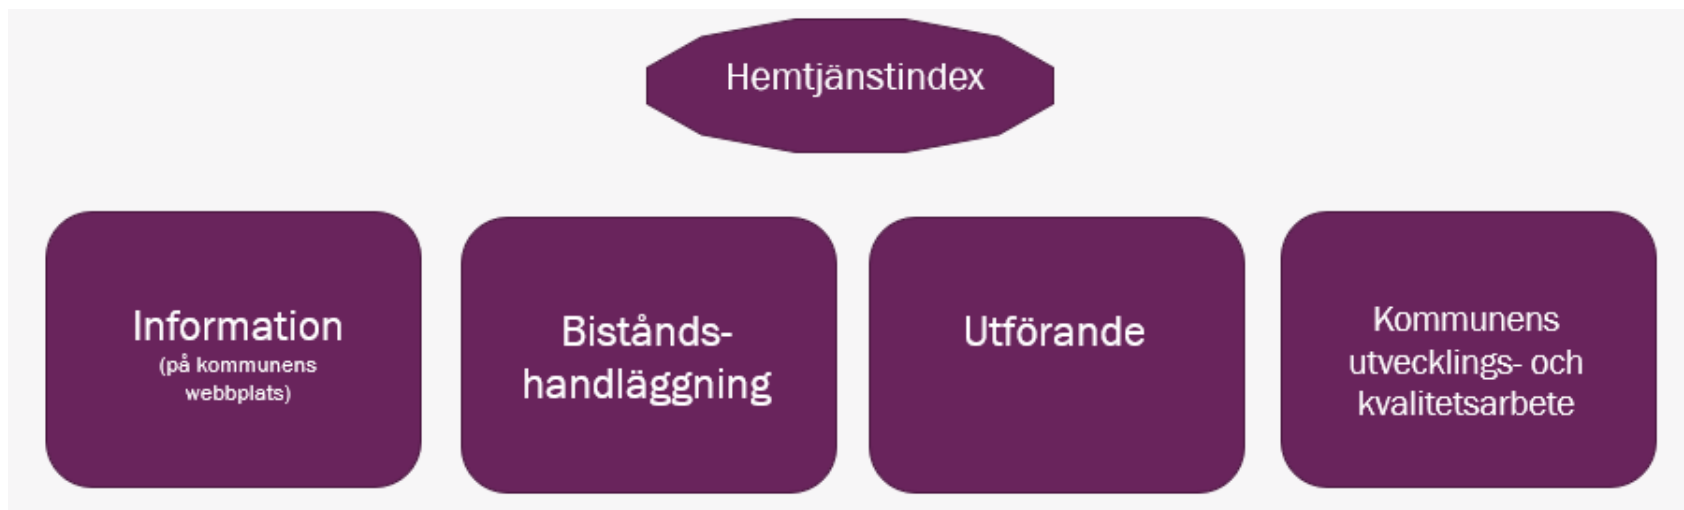 Hemtjänstindex
Information
(på kommunens
webbplats)
Bistånds-
handläggning
Utförande
Kommunens
utvecklings- och
kvalitetsarbete